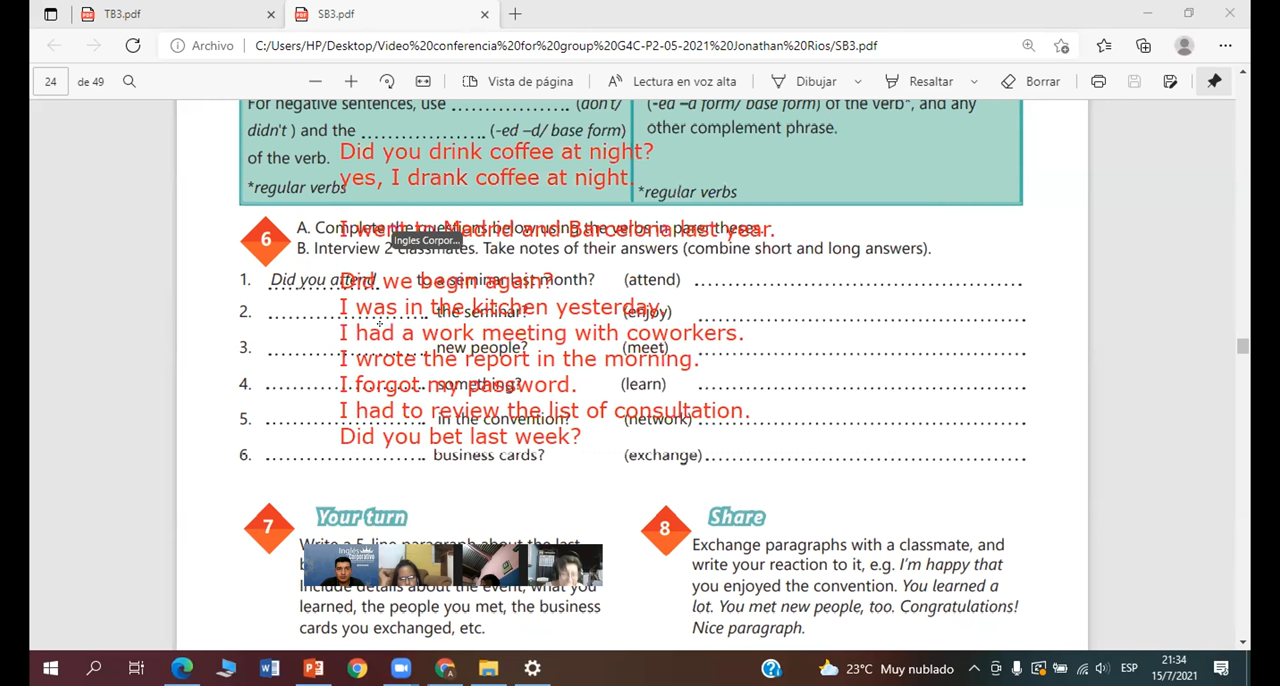 TB3.pdf
SB3.pdf
Archivo C:/Users/HP/Desktop/Video%20conferencia%20for%20group%20G4C-P2-05-2021%20Jonathan%20Rios/SB3.pdf
24 de 49 Vista de página Lectura en voz alta Dibujar Resaltar Borrar
For negative sentences, use ................... (don't/
didn't ) and the .................... (-ed –d/ base form)
of the verb.
*regular verbs
(-ed –d form/ base form) of the verb*, and any
other complement phrase.
*regular verbs
Did you drink coffee at night?
yes, I drank coffee at night.
I went to Madrid and Barcelona last year.
Did we begin again?
I was in the kitchen yesterday.
I had a work meeting with coworkers.
I wrote the report in the morning.
I forgot my password.
I had to review the list of consultation.
Did you bet last week?
6
A. Complete the questions below using the verbs in parentheses.
Ingles Corpor...
B. Interview 2 classmates. Take notes of their answers (combine short and long answers).
1. Did you attend to a seminar last month? (attend)
2. the seminar? (enjoy)
3. new people? (meet)
4. something? (learn)
5. in the convention? (network)
6. business cards? (exchange)
7 Your turn
Write a 5-line paragraph about the last
Include details about the event, what you
learned, the people you met, the business
cards you exchanged, etc.
8 Share
Exchange paragraphs with a classmate, and
write your reaction to it, e.g. I'm happy that
you enjoyed the convention. You learned a
lot. You met new people, too. Congratulations!
Nice paragraph.
23°C Muy nublado ESP 21:34
15/7/2021